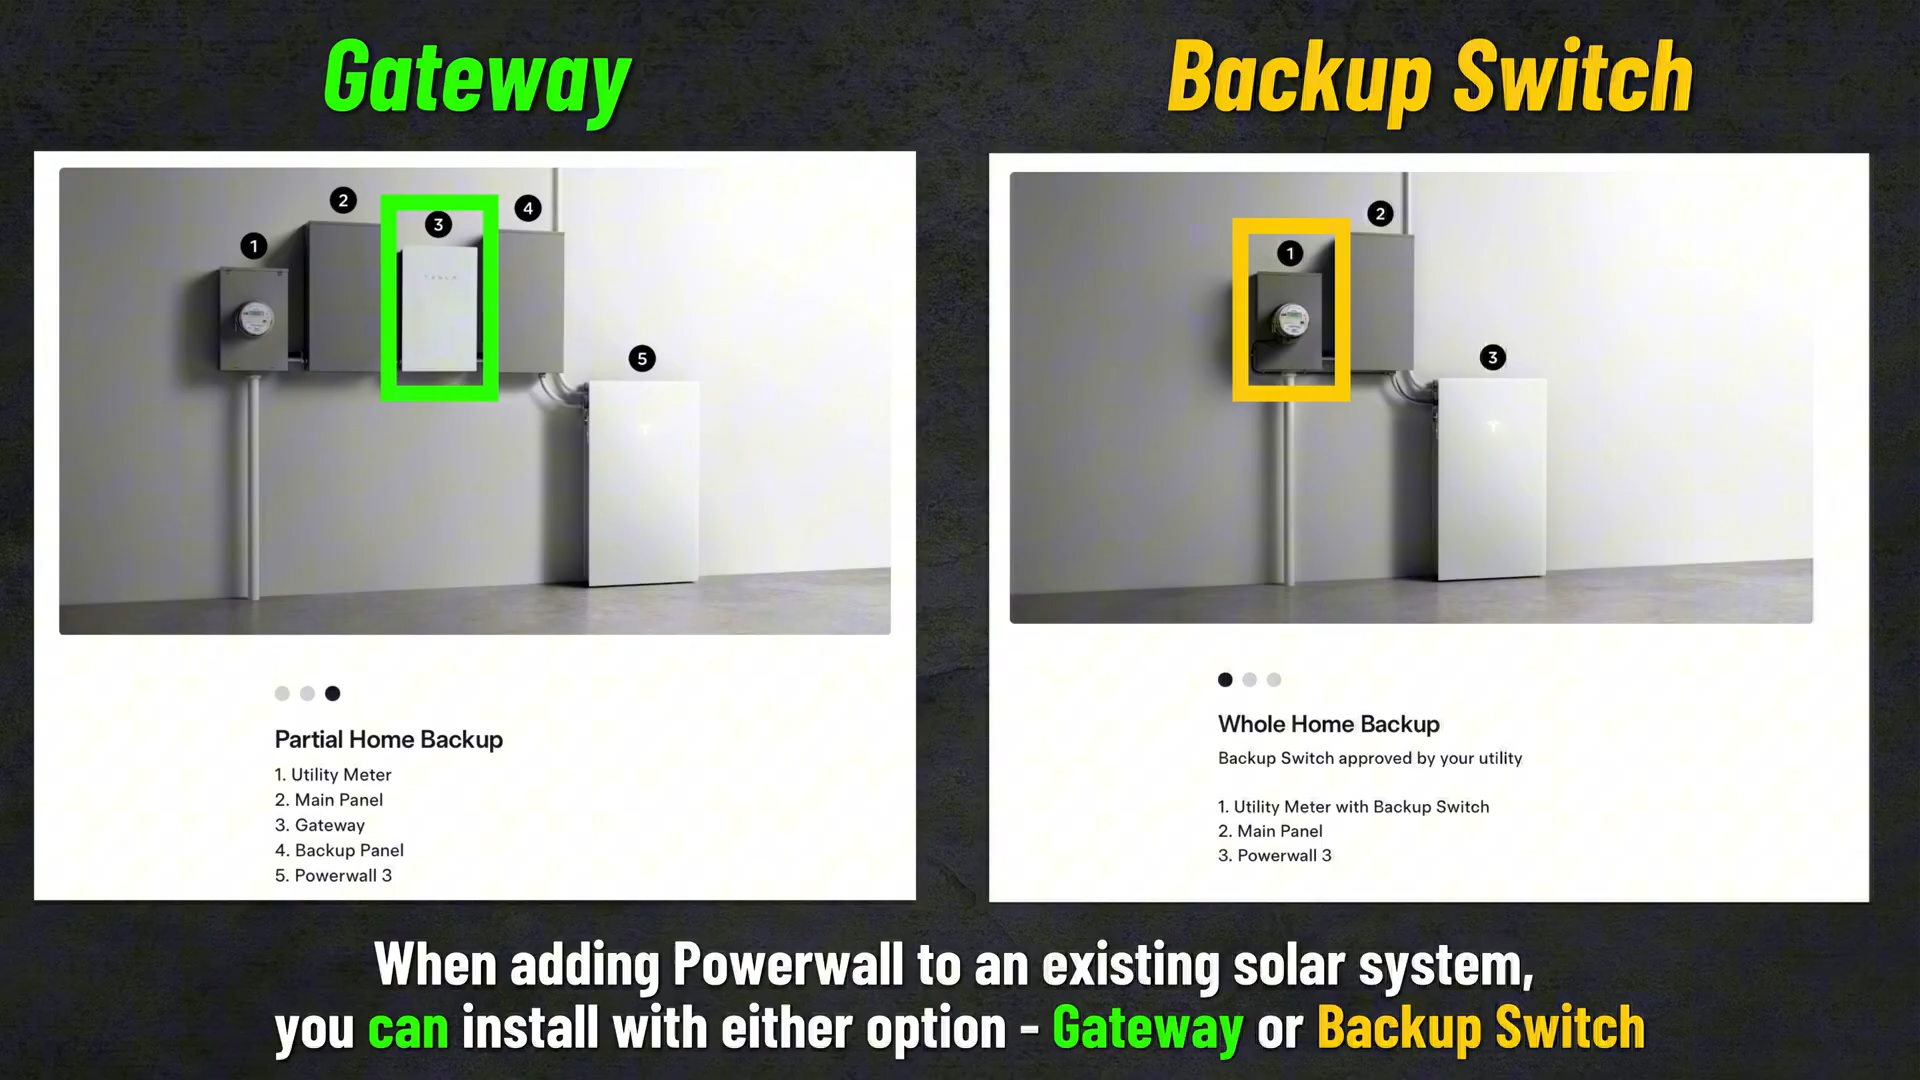 Gateway
Backup Switch
1
2
3
TESLA
4
5
Partial Home Backup
1. Utility Meter
2. Main Panel
3. Gateway
4. Backup Panel
5. Powerwall 3
1
2
3
Whole Home Backup
Backup Switch approved by your utility
1. Utility Meter with Backup Switch
2. Main Panel
3. Powerwall 3
When adding Powerwall to an existing solar system,
you can install with either option - Gateway or Backup Switch